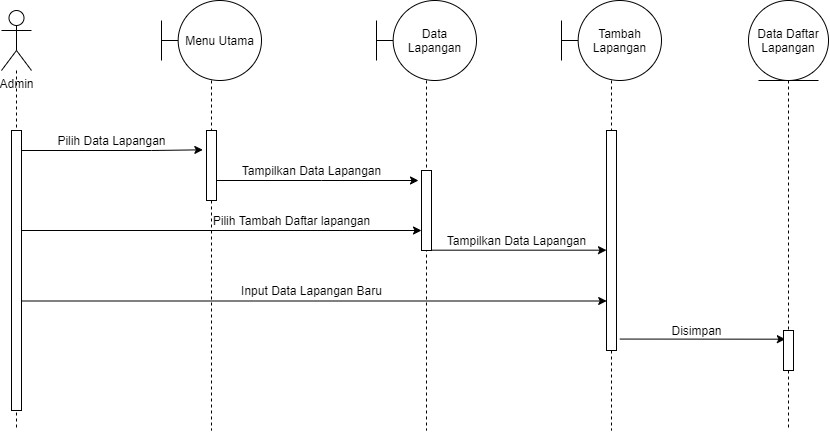 Admin
Menu Utama
Data
Lapangan
Tambah
Lapangan
Data Daftar
Lapangan
Pilih Data Lapangan
Tampilkan Data Lapangan
Pilih Tambah Daftar lapangan
Tampilkan Data Lapangan
Input Data Lapangan Baru
Disimpan